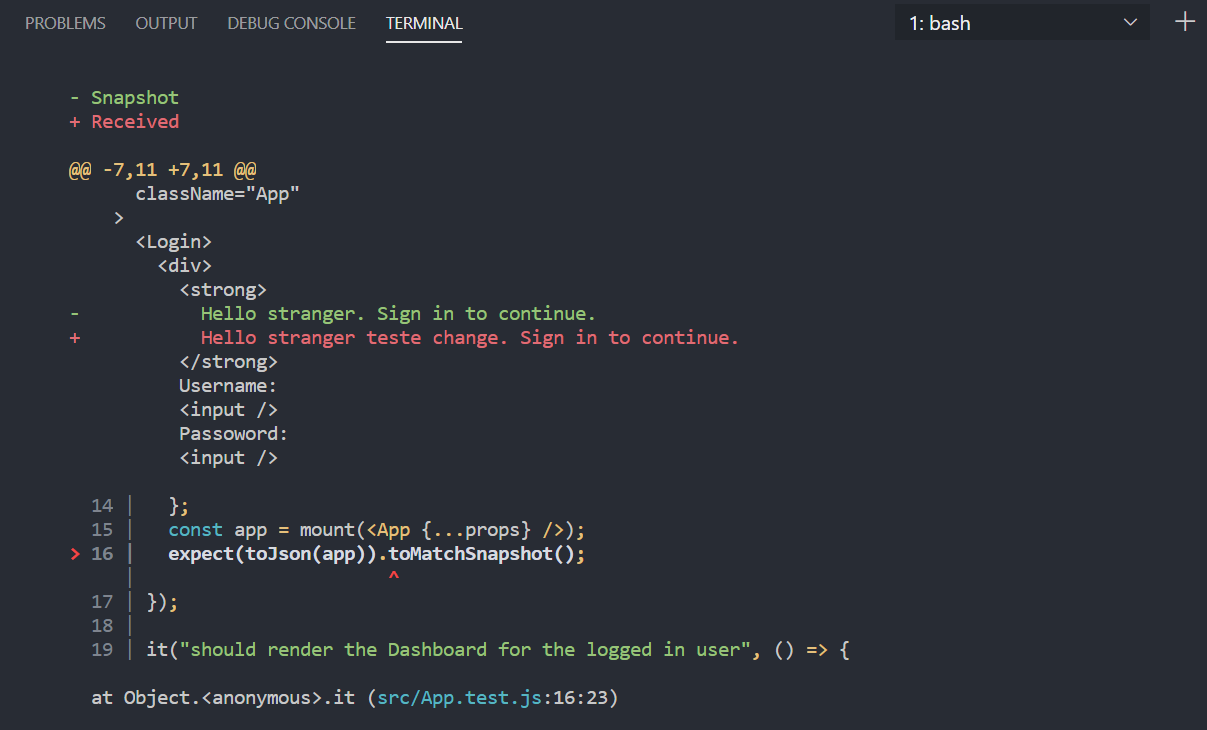 PROBLEMS OUTPUT DEBUG CONSOLE TERMINAL 1: bash
- Snapshot
+ Received
@@ -7,11 +7,11 @@
className="App"
>
<Login>
<div>
<strong>
- Hello stranger. Sign in to continue.
+ Hello stranger teste change. Sign in to continue.
</strong>
Username:
<input />
Passoword:
<input />
14 | };
15 | const app = mount(<App {...props} />);
> 16 | expect(toJson(app)).toMatchSnapshot();
| ^
17 | });
18 |
19 | it("should render the Dashboard for the logged in user", () => {
at Object.<anonymous>.it (src/App.test.js:16:23)